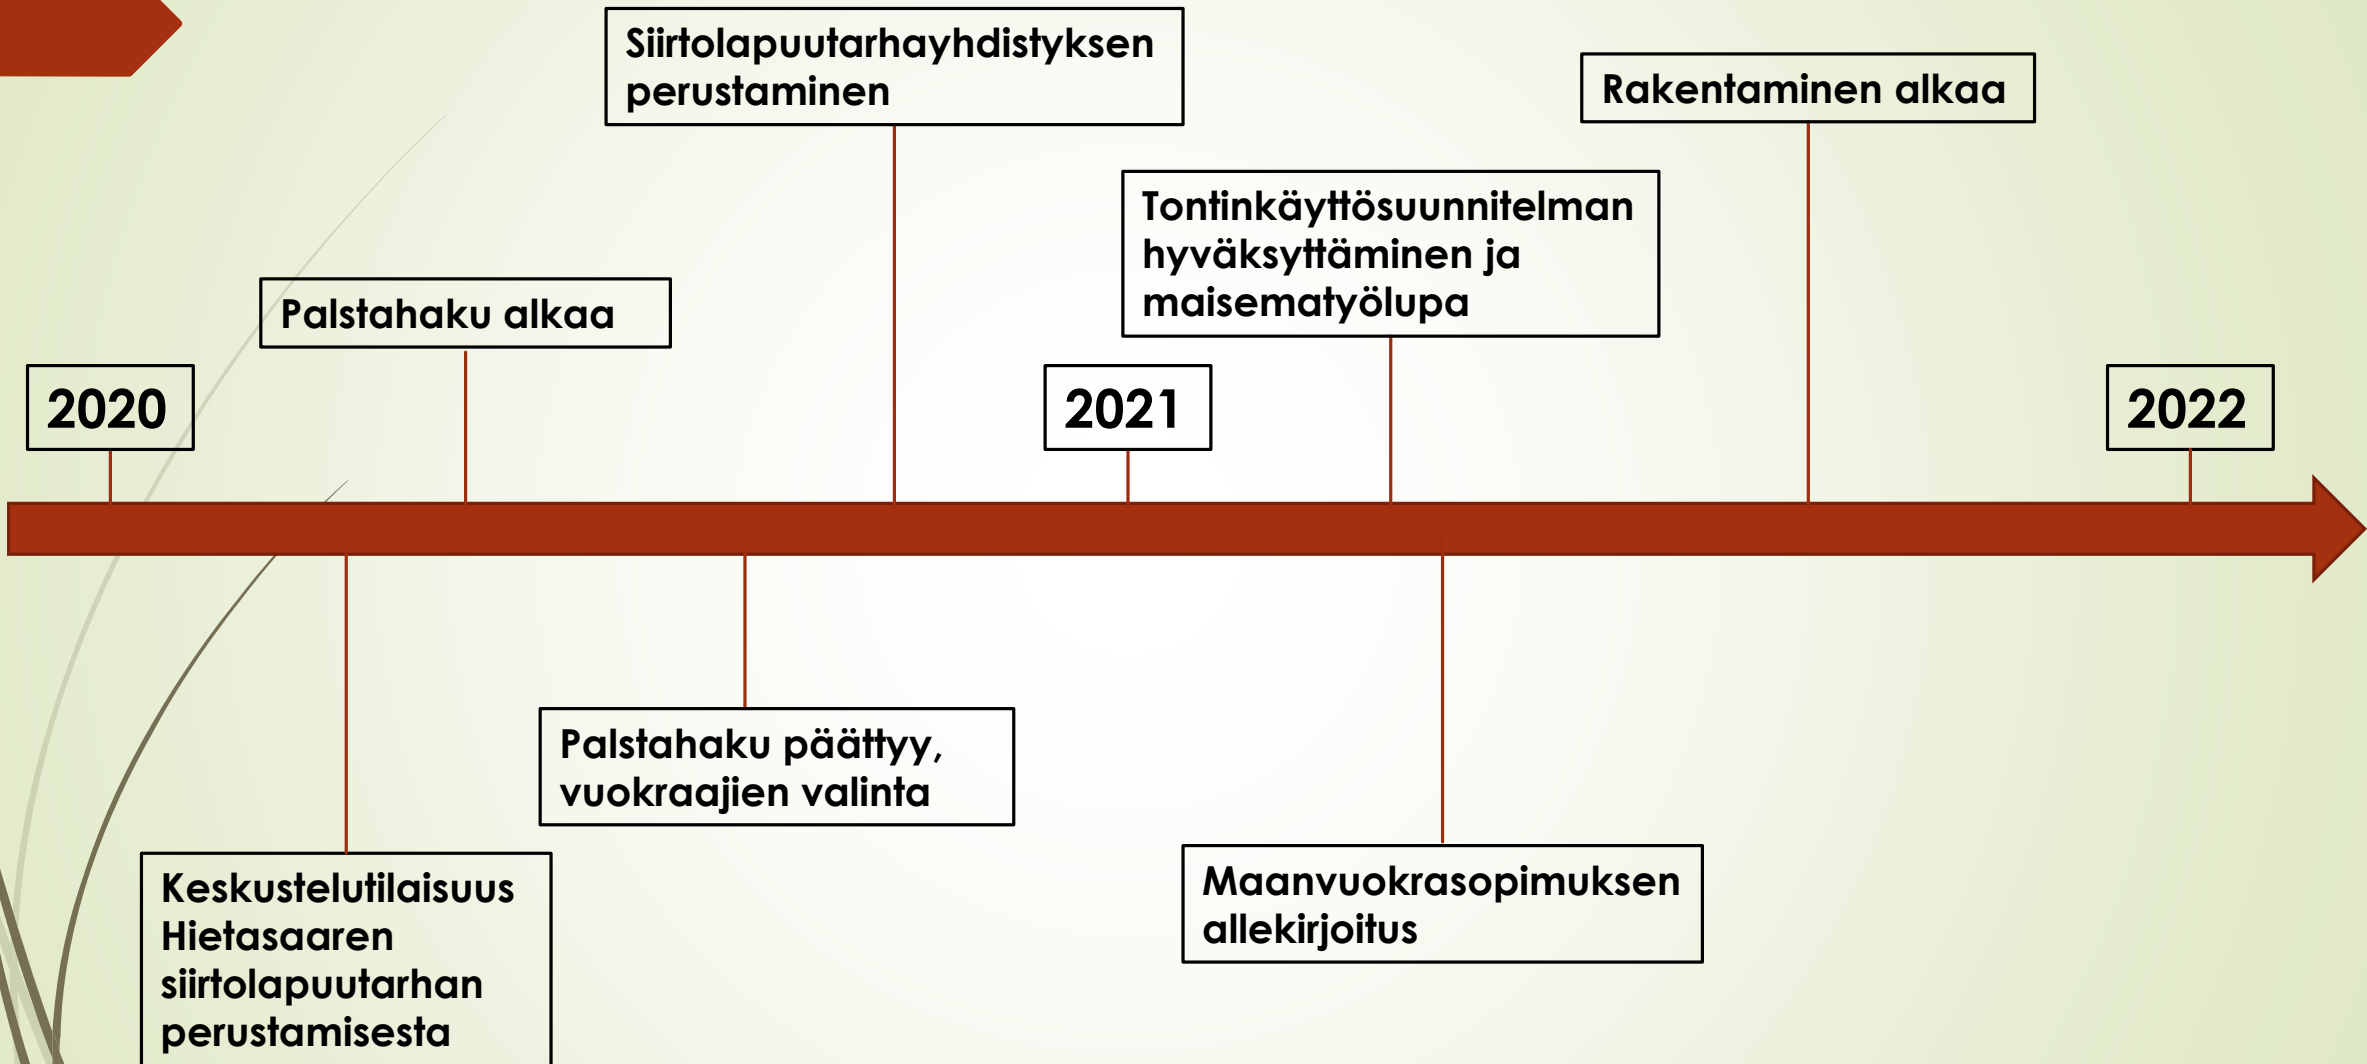 Siirtolapuutarhayhdistyksen
perustaminen
Rakentaminen alkaa
Tontinkäyttösuunnitelman
hyväksyttäminen ja
maisematyölupa
Palstahaku alkaa
2020
2021
2022
Palstahaku päättyy,
vuokraajien valinta
Keskustelutilaisuus
Hietasaaren
siirtolapuutarhan
perustamisesta
Maanvuokrasopimuksen
allekirjoitus